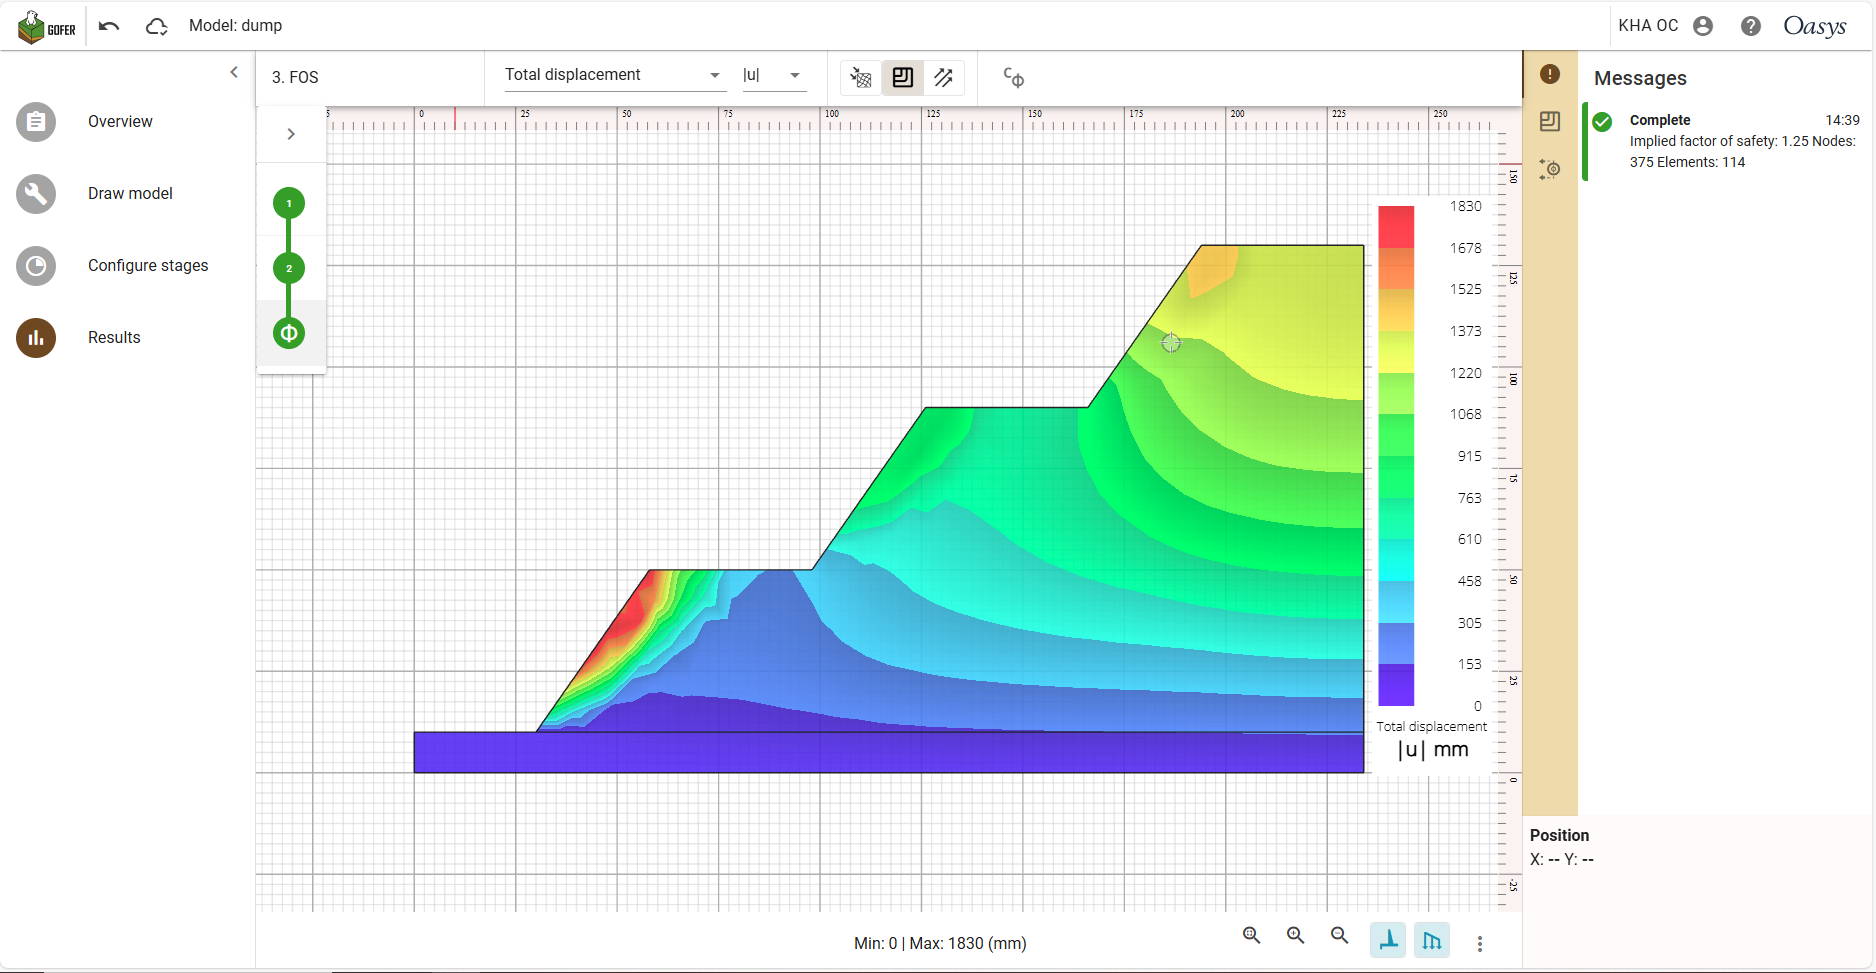 GOFER
Model: dump
KHA OC
Oasys
Overview
Draw model
Configure stages
Results
3. FOS
Total displacement
|u|
C Φ
5 0 25 50 75 100 125 150 175 200 225 250
1
2
Φ
150
125
100
75
50
25
0
-25
1830
1678
1525
1373
1220
1068
915
763
610
458
305
153
0
Total displacement
|u| mm
Min: 0 | Max: 1830 (mm)
Messages
Complete 14:39
Implied factor of safety: 1.25 Nodes:
375 Elements: 114
Position
X: -- Y: --